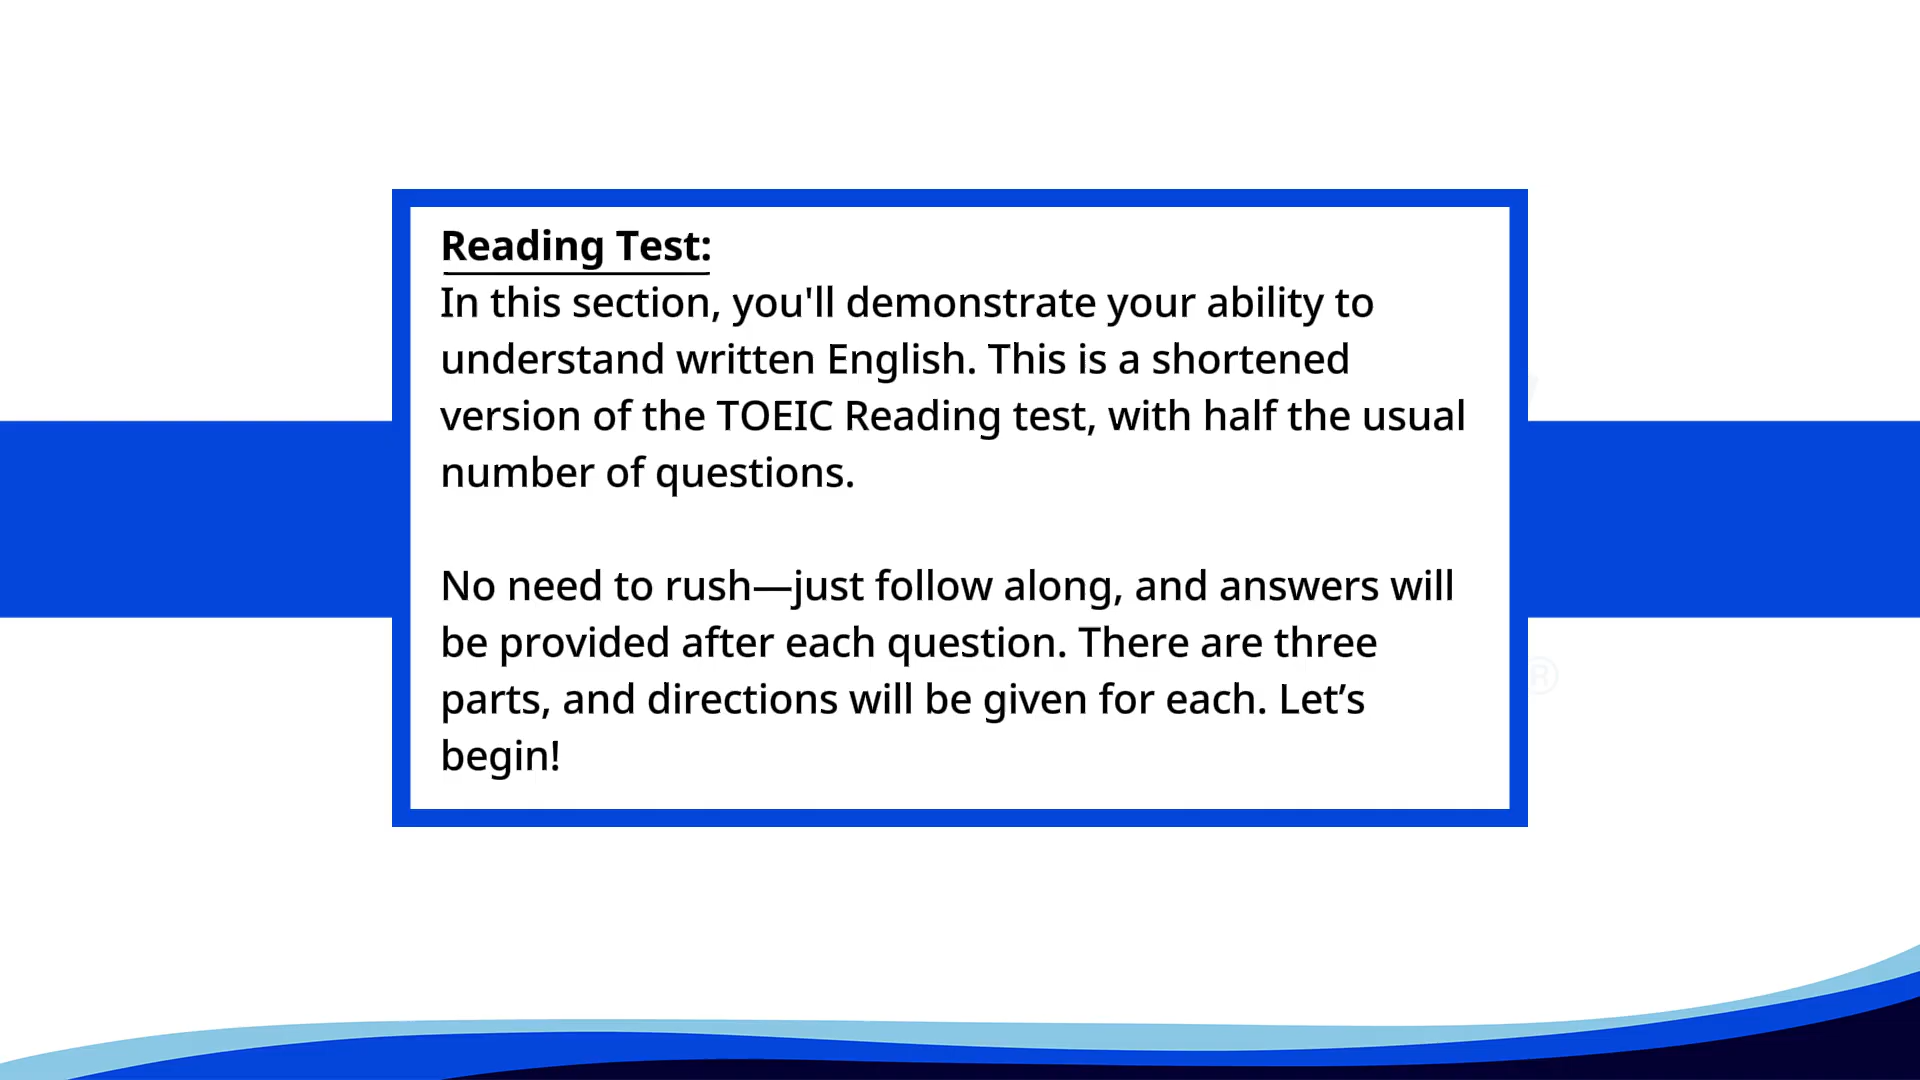 Reading Test:
In this section, you'll demonstrate your ability to
understand written English. This is a shortened
version of the TOEIC Reading test, with half the usual
number of questions.
No need to rush—just follow along, and answers will
be provided after each question. There are three
parts, and directions will be given for each. Let’s
begin!
®